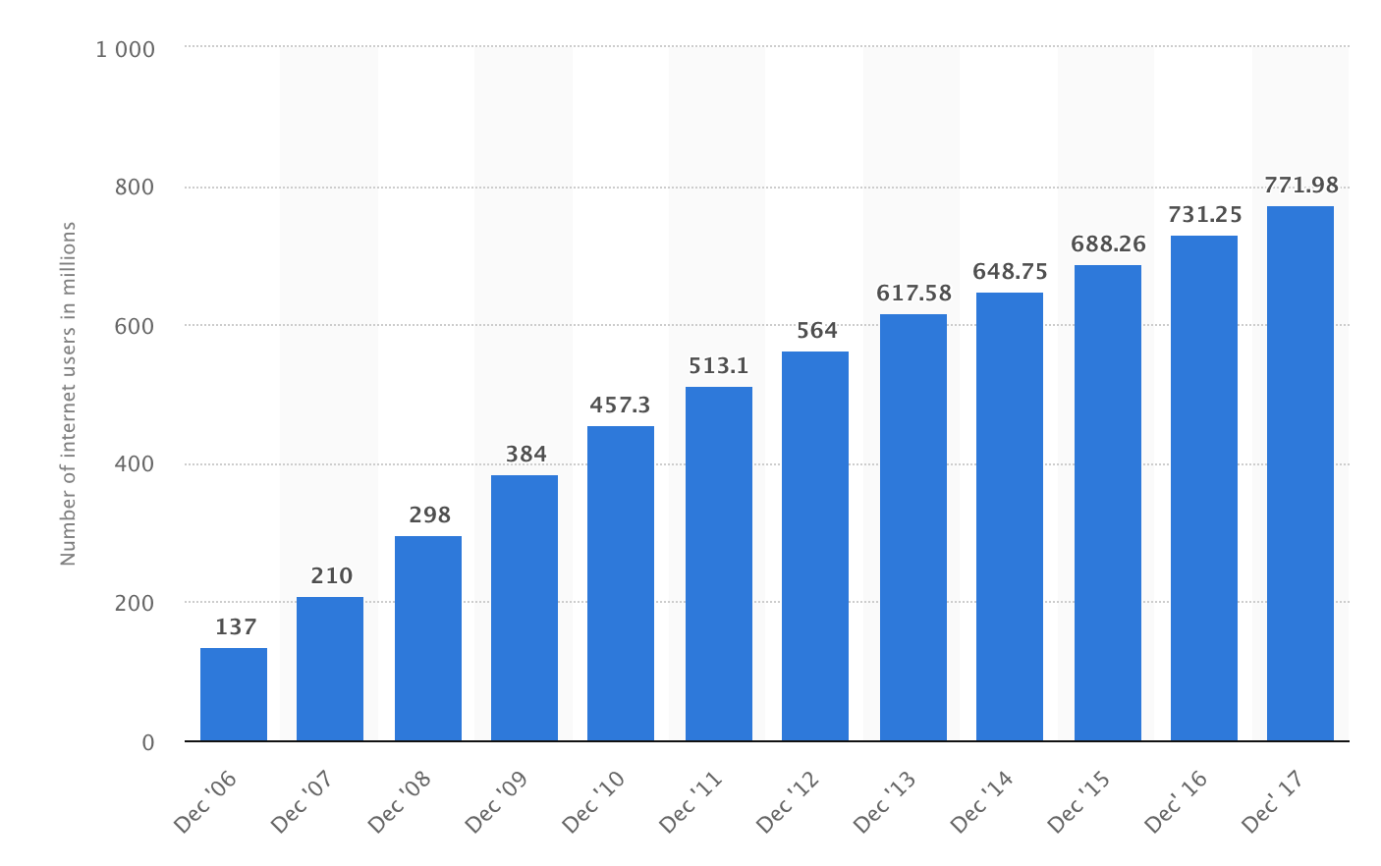 Number of internet users in millions
1 000
800
600
400
200
0
137
210
298
384
457.3
513.1
564
617.58
648.75
688.26
731.25
771.98
Dec '06
Dec '07
Dec '08
Dec '09
Dec '10
Dec '11
Dec '12
Dec '13
Dec '14
Dec '15
Dec' 16
Dec' 17